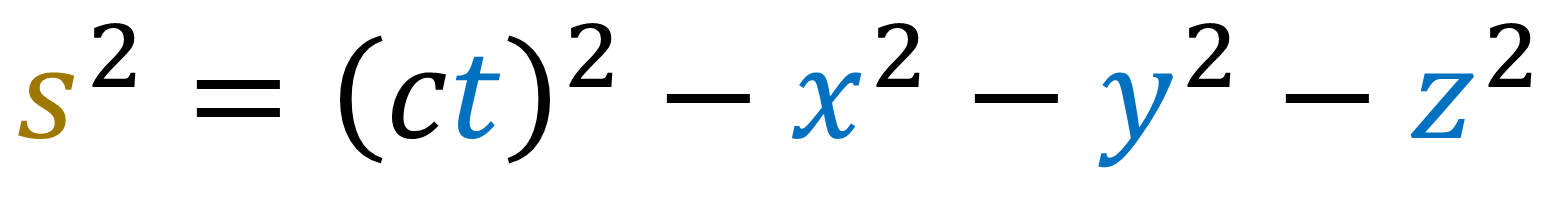 s² = (ct)² − x² − y² − z²